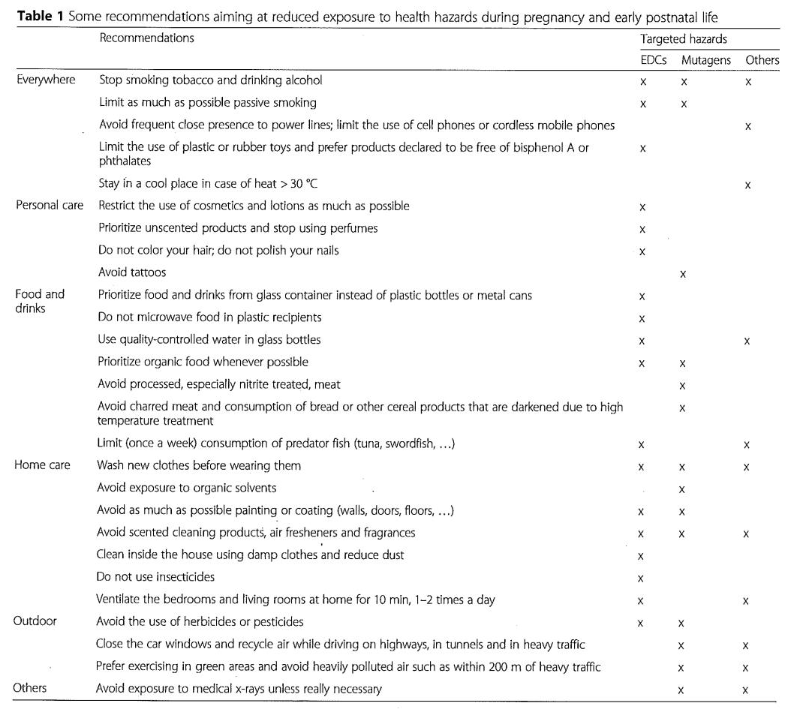 Table 1 Some recommendations aiming at reduced exposure to health hazards during pregnancy and early postnatal life
Recommendations Targeted hazards
EDCs Mutagens Others
Everywhere Stop smoking tobacco and drinking alcohol x x x
Limit as much as possible passive smoking x x
Avoid frequent close presence to power lines; limit the use of cell phones or cordless mobile phones x
Limit the use of plastic or rubber toys and prefer products declared to be free of bisphenol A or x
phthalates
Stay in a cool place in case of heat > 30 °C x
Personal care Restrict the use of cosmetics and lotions as much as possible x
Prioritize unscented products and stop using perfumes x
Do not color your hair; do not polish your nails x
Avoid tattoos x
Food and Prioritize food and drinks from glass container instead of plastic bottles or metal cans x
drinks
Do not microwave food in plastic recipients x
Use quality-controlled water in glass bottles x x
Prioritize organic food whenever possible x x
Avoid processed, especially nitrite treated, meat x
Avoid charred meat and consumption of bread or other cereal products that are darkened due to high x
temperature treatment
Limit (once a week) consumption of predator fish (tuna, swordfish, ...) x x
Home care Wash new clothes before wearing them x x x
Avoid exposure to organic solvents x
Avoid as much as possible painting or coating (walls, doors, floors, ...) x x
Avoid scented cleaning products, air fresheners and fragrances x x x
Clean inside the house using damp clothes and reduce dust x
Do not use insecticides x
Ventilate the bedrooms and living rooms at home for 10 min, 1–2 times a day x x
Outdoor Avoid the use of herbicides or pesticides x x
Close the car windows and recycle air while driving on highways, in tunnels and in heavy traffic x x
Prefer exercising in green areas and avoid heavily polluted air such as within 200 m of heavy traffic x x
Others Avoid exposure to medical x-rays unless really necessary x x